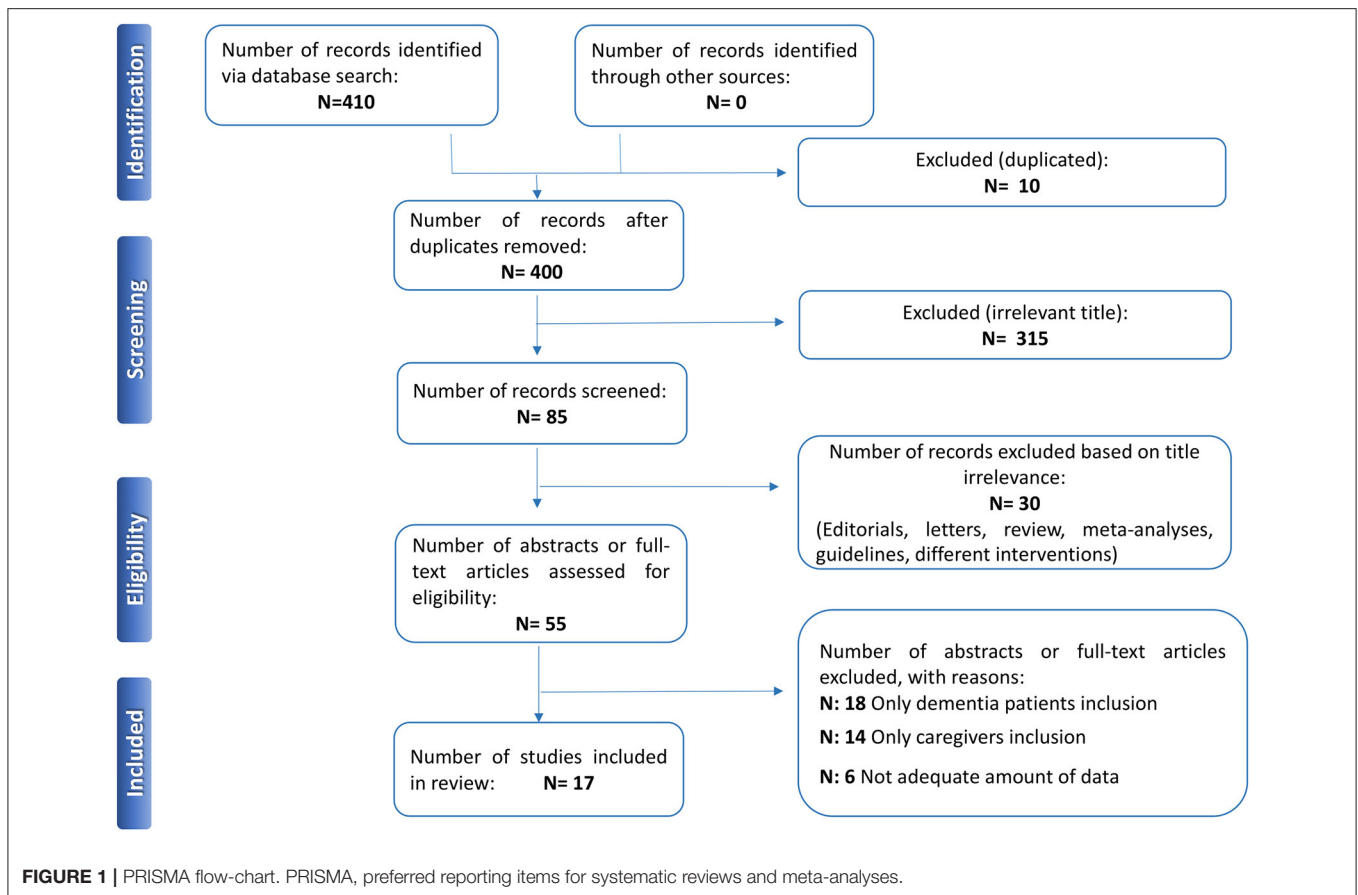 Identification
Number of records identified
via database search:
N=410
Number of records identified
through other sources:
N= 0
Excluded (duplicated):
N= 10
Number of records after
duplicates removed:
N= 400
Screening
Excluded (irrelevant title):
N= 315
Number of records screened:
N= 85
Eligibility
Number of records excluded based on title
irrelevance:
N= 30
(Editorials, letters, review, meta-analyses,
guidelines, different interventions)
Number of abstracts or full-
text articles assessed for
eligibility:
N= 55
Included
Number of abstracts or full-text articles
excluded, with reasons:
N: 18 Only dementia patients inclusion
N: 14 Only caregivers inclusion
N: 6 Not adequate amount of data
Number of studies included
in review: N= 17
FIGURE 1 | PRISMA flow-chart. PRISMA, preferred reporting items for systematic reviews and meta-analyses.